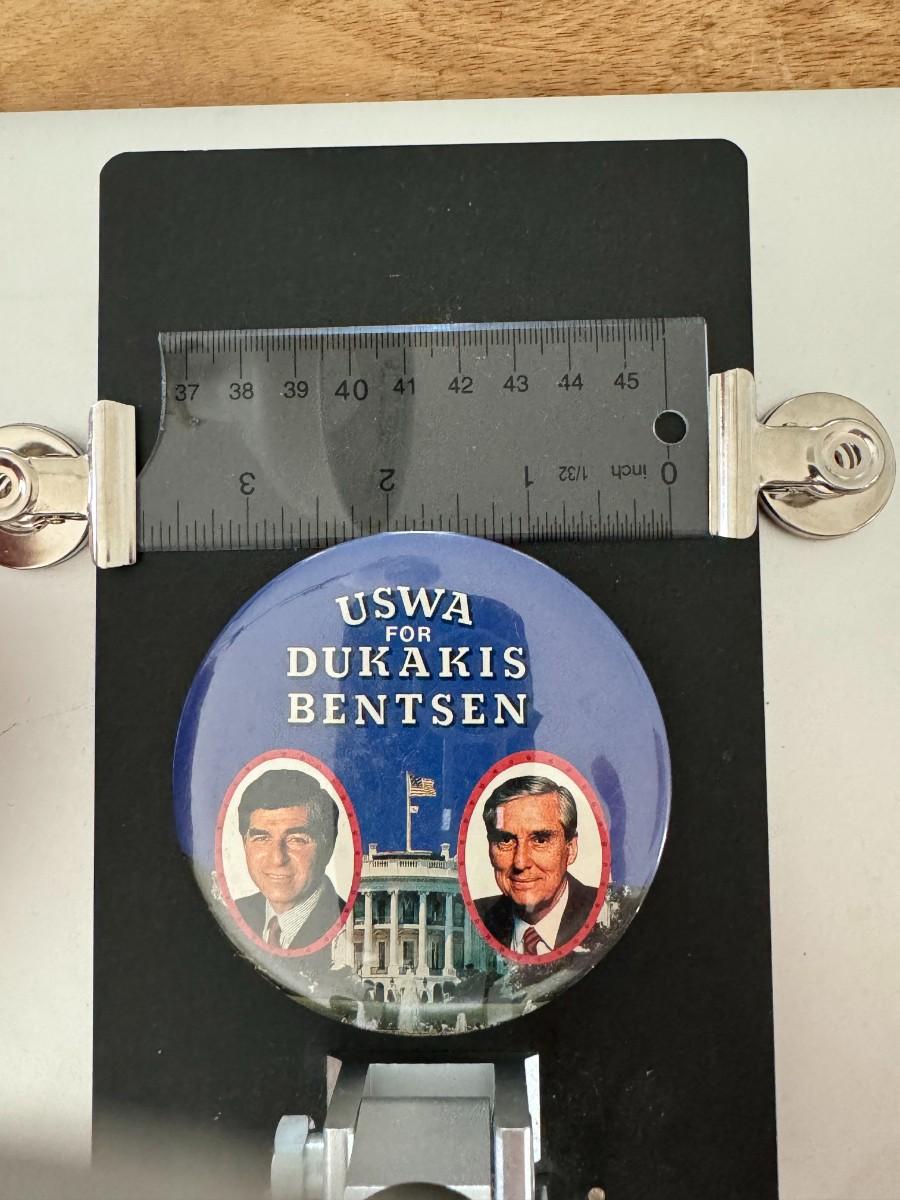 37 38 39 40 41 42 43 44 45
3 2 1 1/32 inch 0
USWA
FOR
DUKAKIS
BENTSEN